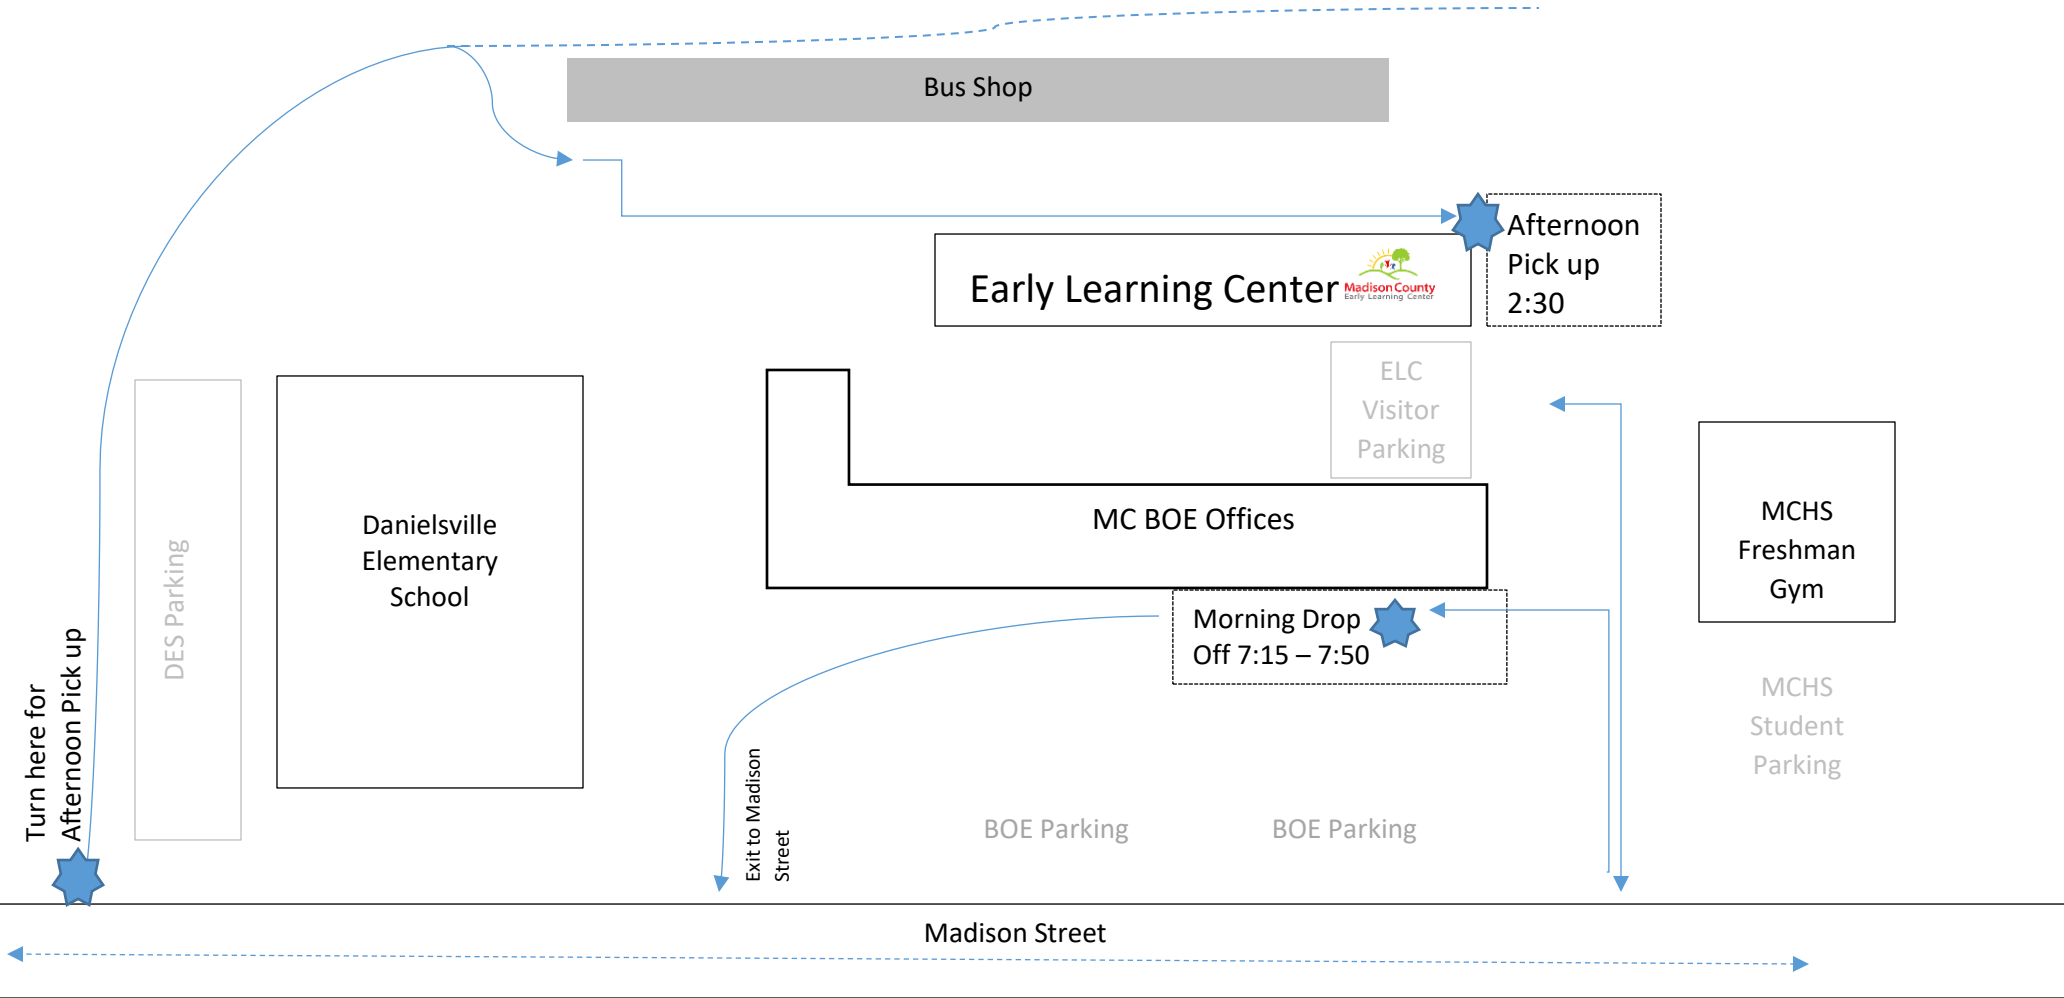 Bus Shop
Afternoon
Pick up
2:30
Early Learning Center
Madison County
Early Learning Center
ELC
Visitor
Parking
MC BOE Offices
MCHS
Freshman
Gym
Danielsville
Elementary
School
DES Parking
Turn here for
Afternoon Pick up
Morning Drop
Off 7:15 – 7:50
MCHS
Student
Parking
Exit to Madison
Street
BOE Parking
BOE Parking
Madison Street